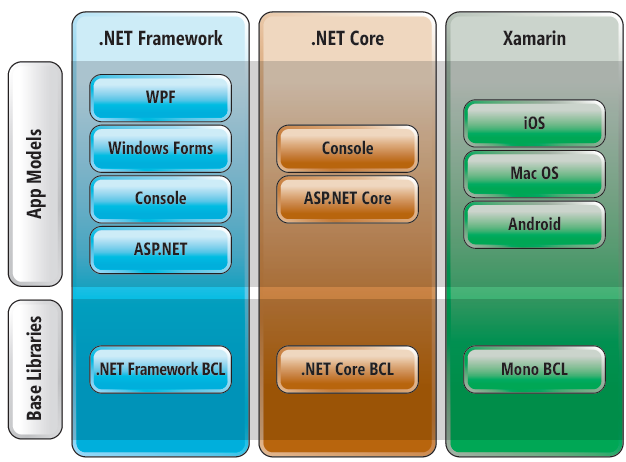 .NET Framework
.NET Core
Xamarin
App Models
WPF
Windows Forms
Console
ASP.NET
Console
ASP.NET Core
iOS
Mac OS
Android
Base Libraries
.NET Framework BCL
.NET Core BCL
Mono BCL